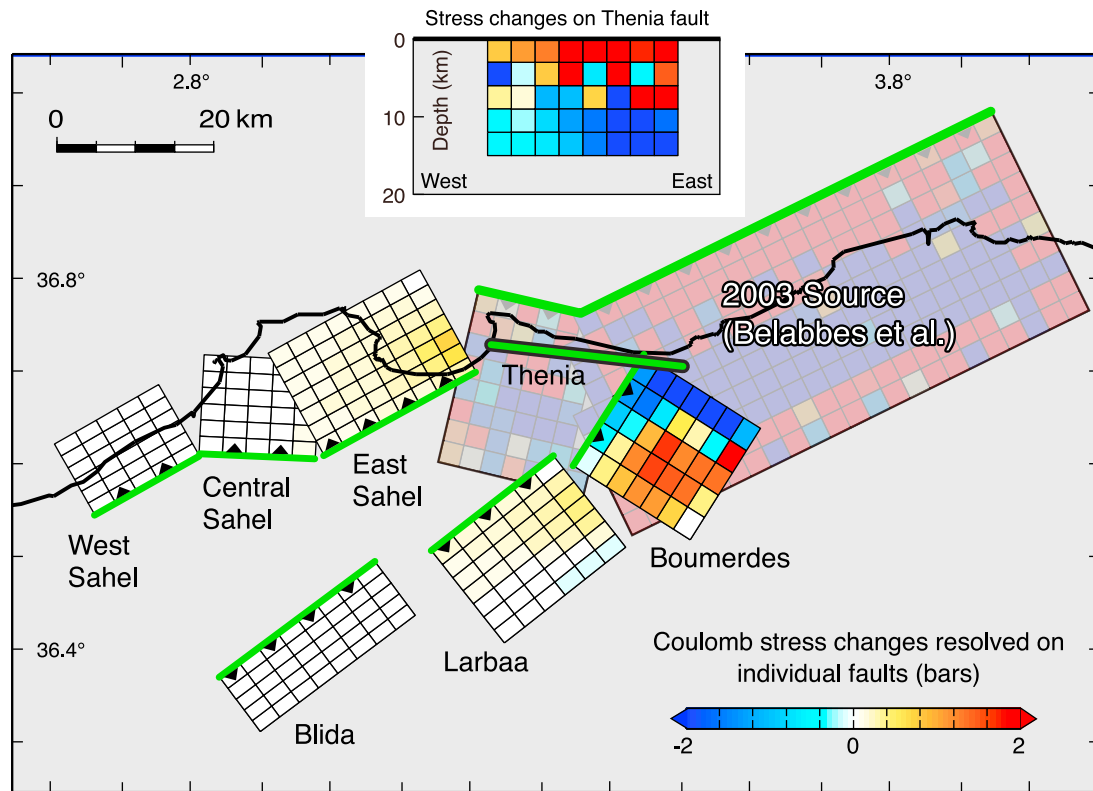 Stress changes on Thenia fault
0
10
20
Depth (km)
West
East
2.8°
3.8°
0
20 km
36.8°
36.4°
2003 Source
(Belabbes et al.)
Thenia
East
Sahel
Central
Sahel
West
Sahel
Boumerdes
Larbaa
Blida
Coulomb stress changes resolved on
individual faults (bars)
-2
0
2